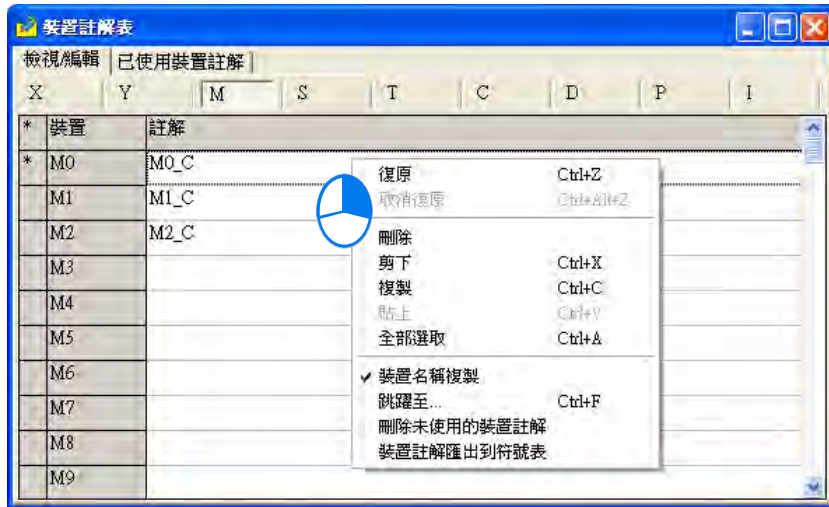 裝置註解表
檢視/編輯 已使用裝置註解
X Y M S T C D P I
* 裝置 註解
* M0 M0_C
M1 M1_C
M2 M2_C
M3
M4
M5
M6
M7
M8
M9
復原 Ctrl+Z
取消復原 Ctrl+Alt+Z
刪除
剪下 Ctrl+X
複製 Ctrl+C
貼上 Ctrl+V
全部選取 Ctrl+A
✓ 裝置名稱複製
跳躍至... Ctrl+F
刪除未使用的裝置註解
裝置註解匯出到符號表